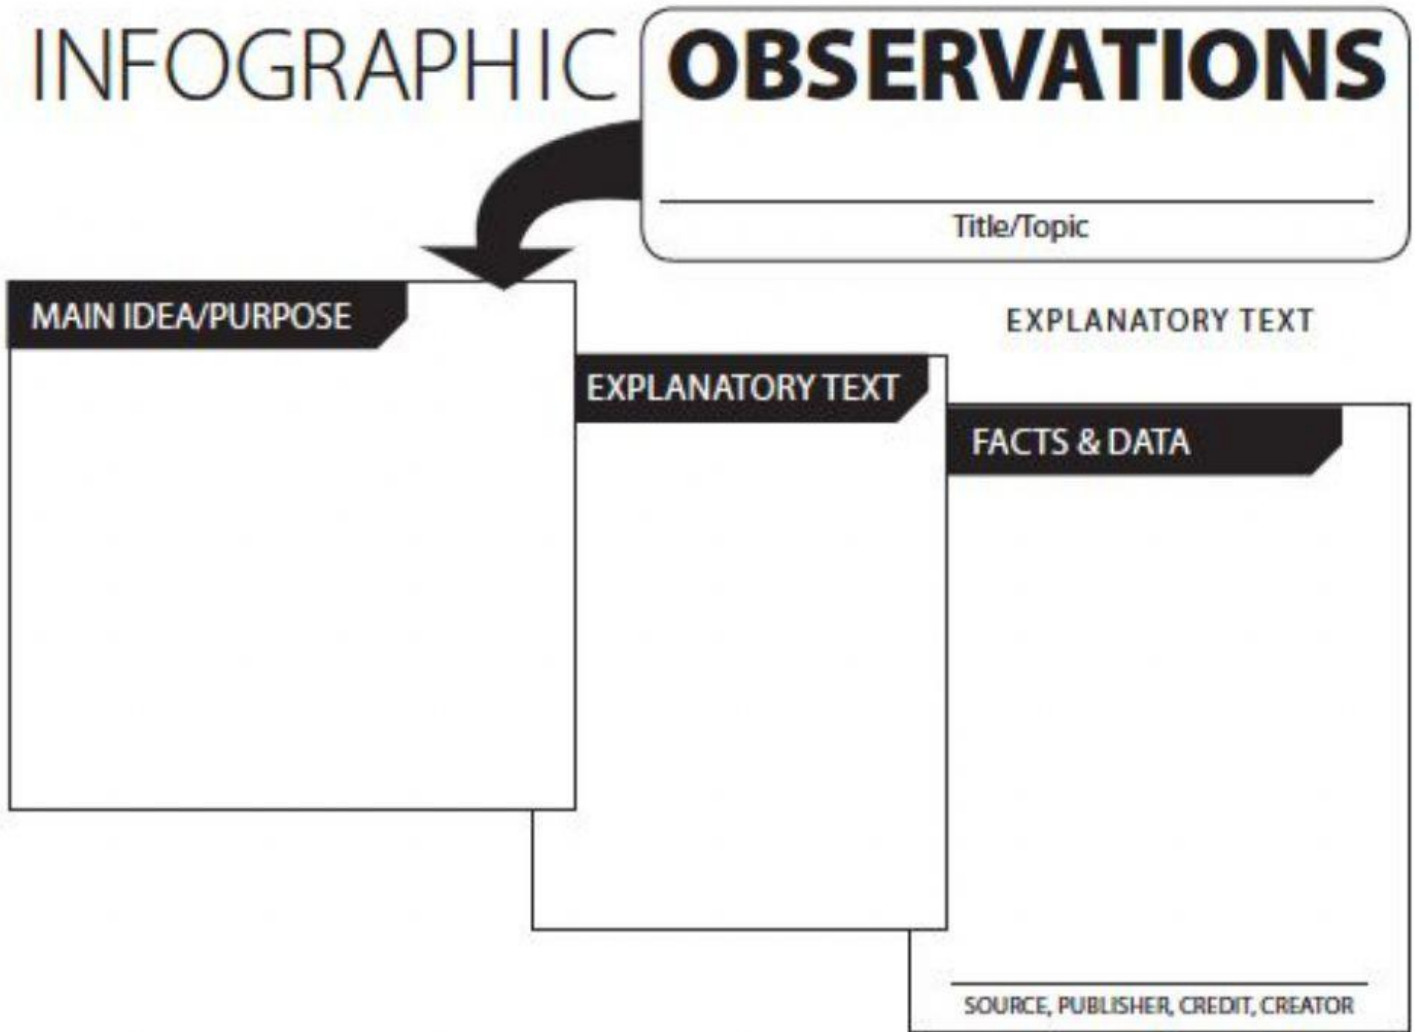 INFOGRAPHIC OBSERVATIONS
Title/Topic
MAIN IDEA/PURPOSE
EXPLANATORY TEXT
EXPLANATORY TEXT
FACTS & DATA
SOURCE, PUBLISHER, CREDIT, CREATOR